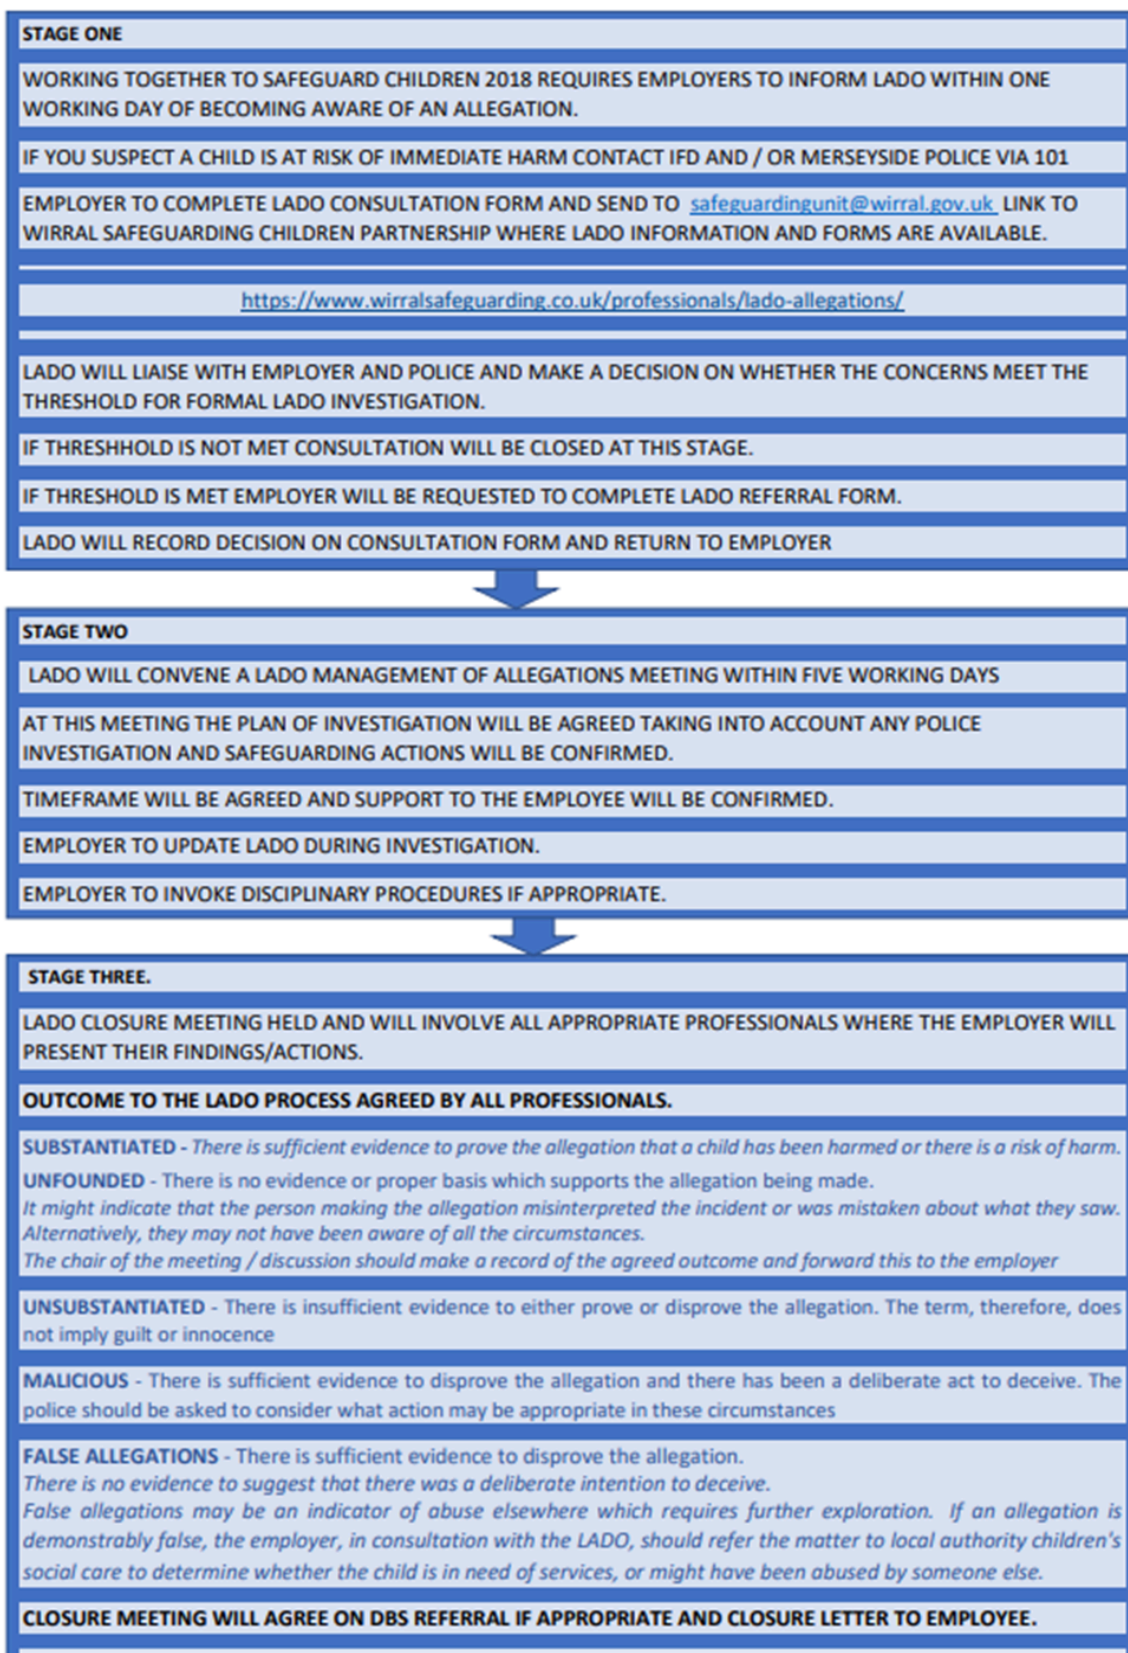 STAGE ONE
WORKING TOGETHER TO SAFEGUARD CHILDREN 2018 REQUIRES EMPLOYERS TO INFORM LADO WITHIN ONE
WORKING DAY OF BECOMING AWARE OF AN ALLEGATION.
IF YOU SUSPECT A CHILD IS AT RISK OF IMMEDIATE HARM CONTACT IFD AND / OR MERSEYSIDE POLICE VIA 101
EMPLOYER TO COMPLETE LADO CONSULTATION FORM AND SEND TO safeguardingunit@wirral.gov.uk LINK TO
WIRRAL SAFEGUARDING CHILDREN PARTNERSHIP WHERE LADO INFORMATION AND FORMS ARE AVAILABLE.
https://www.wirralsafeguarding.co.uk/professionals/lado-allegations/
LADO WILL LIAISE WITH EMPLOYER AND POLICE AND MAKE A DECISION ON WHETHER THE CONCERNS MEET THE
THRESHOLD FOR FORMAL LADO INVESTIGATION.
IF THRESHHOLD IS NOT MET CONSULTATION WILL BE CLOSED AT THIS STAGE.
IF THRESHOLD IS MET EMPLOYER WILL BE REQUESTED TO COMPLETE LADO REFERRAL FORM.
LADO WILL RECORD DECISION ON CONSULTATION FORM AND RETURN TO EMPLOYER
STAGE TWO
LADO WILL CONVENE A LADO MANAGEMENT OF ALLEGATIONS MEETING WITHIN FIVE WORKING DAYS
AT THIS MEETING THE PLAN OF INVESTIGATION WILL BE AGREED TAKING INTO ACCOUNT ANY POLICE
INVESTIGATION AND SAFEGUARDING ACTIONS WILL BE CONFIRMED.
TIMEFRAME WILL BE AGREED AND SUPPORT TO THE EMPLOYEE WILL BE CONFIRMED.
EMPLOYER TO UPDATE LADO DURING INVESTIGATION.
EMPLOYER TO INVOKE DISCIPLINARY PROCEDURES IF APPROPRIATE.
STAGE THREE.
LADO CLOSURE MEETING HELD AND WILL INVOLVE ALL APPROPRIATE PROFESSIONALS WHERE THE EMPLOYER WILL
PRESENT THEIR FINDINGS/ACTIONS.
OUTCOME TO THE LADO PROCESS AGREED BY ALL PROFESSIONALS.
SUBSTANTIATED - There is sufficient evidence to prove the allegation that a child has been harmed or there is a risk of harm.
UNFOUNDED - There is no evidence or proper basis which supports the allegation being made.
It might indicate that the person making the allegation misinterpreted the incident or was mistaken about what they saw.
Alternatively, they may not have been aware of all the circumstances.
The chair of the meeting / discussion should make a record of the agreed outcome and forward this to the employer
UNSUBSTANTIATED - There is insufficient evidence to either prove or disprove the allegation. The term, therefore, does
not imply guilt or innocence
MALICIOUS - There is sufficient evidence to disprove the allegation and there has been a deliberate act to deceive. The
police should be asked to consider what action may be appropriate in these circumstances
FALSE ALLEGATIONS - There is sufficient evidence to disprove the allegation.
There is no evidence to suggest that there was a deliberate intention to deceive.
False allegations may be an indicator of abuse elsewhere which requires further exploration. If an allegation is
demonstrably false, the employer, in consultation with the LADO, should refer the matter to local authority children's
social care to determine whether the child is in need of services, or might have been abused by someone else.
CLOSURE MEETING WILL AGREE ON DBS REFERRAL IF APPROPRIATE AND CLOSURE LETTER TO EMPLOYEE.